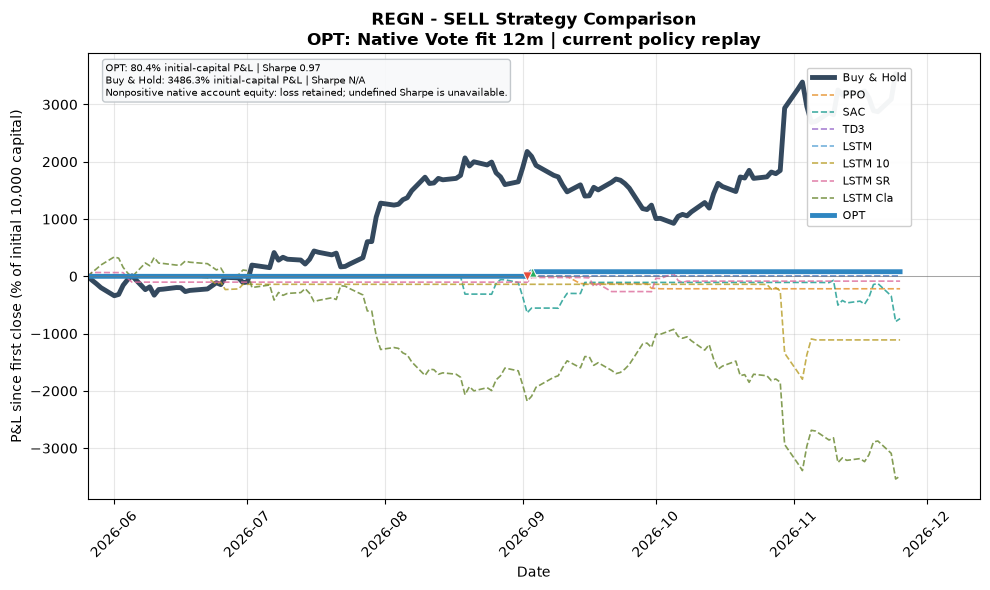 REGN - SELL Strategy Comparison
OPT: Native Vote fit 12m | current policy replay
OPT: 80.4% initial-capital P&L | Sharpe 0.97
Buy & Hold: 3486.3% initial-capital P&L | Sharpe N/A
Nonpositive native account equity: loss retained; undefined Sharpe is unavailable.
Buy & Hold
PPO
SAC
TD3
LSTM
LSTM 10
LSTM SR
LSTM Cla
OPT
P&L since first close (% of initial 10,000 capital)
3000
2000
1000
0
−1000
−2000
−3000
2026-06
2026-07
2026-08
2026-09
2026-10
2026-11
2026-12
Date